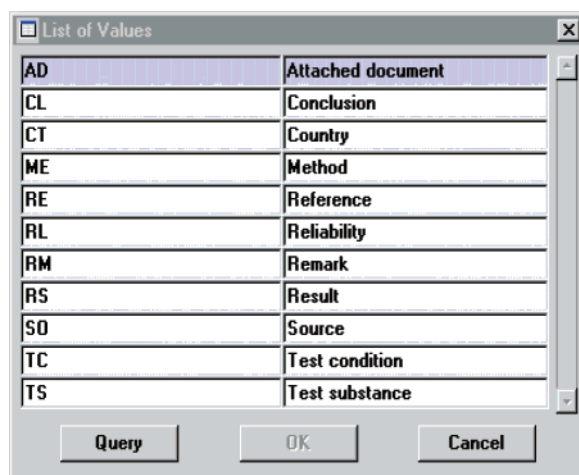 List of Values
AD Attached document
CL Conclusion
CT Country
ME Method
RE Reference
RL Reliability
RM Remark
RS Result
SO Source
TC Test condition
TS Test substance
Query OK Cancel